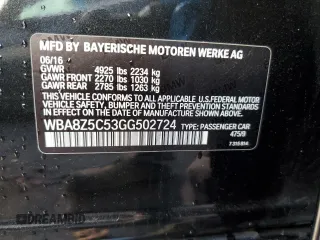 MFD BY BAYERISCHE MOTOREN WERKE AG
06/16
GVWR 4925 lbs 2234 kg
GAWR FRONT 2270 lbs 1030 kg
GAWR REAR 2785 lbs 1263 kg
THIS VEHICLE CONFORMS TO ALL APPLICABLE U.S. FEDERAL MOTOR
VEHICLE SAFETY, BUMPER, AND THEFT PREVENTION STANDARDS
IN EFFECT ON THE DATE OF MANUFACTURE SHOWN ABOVE.
WBA8Z5C53GG502724 TYPE: PASSENGER CAR
475/9
DREAMBID